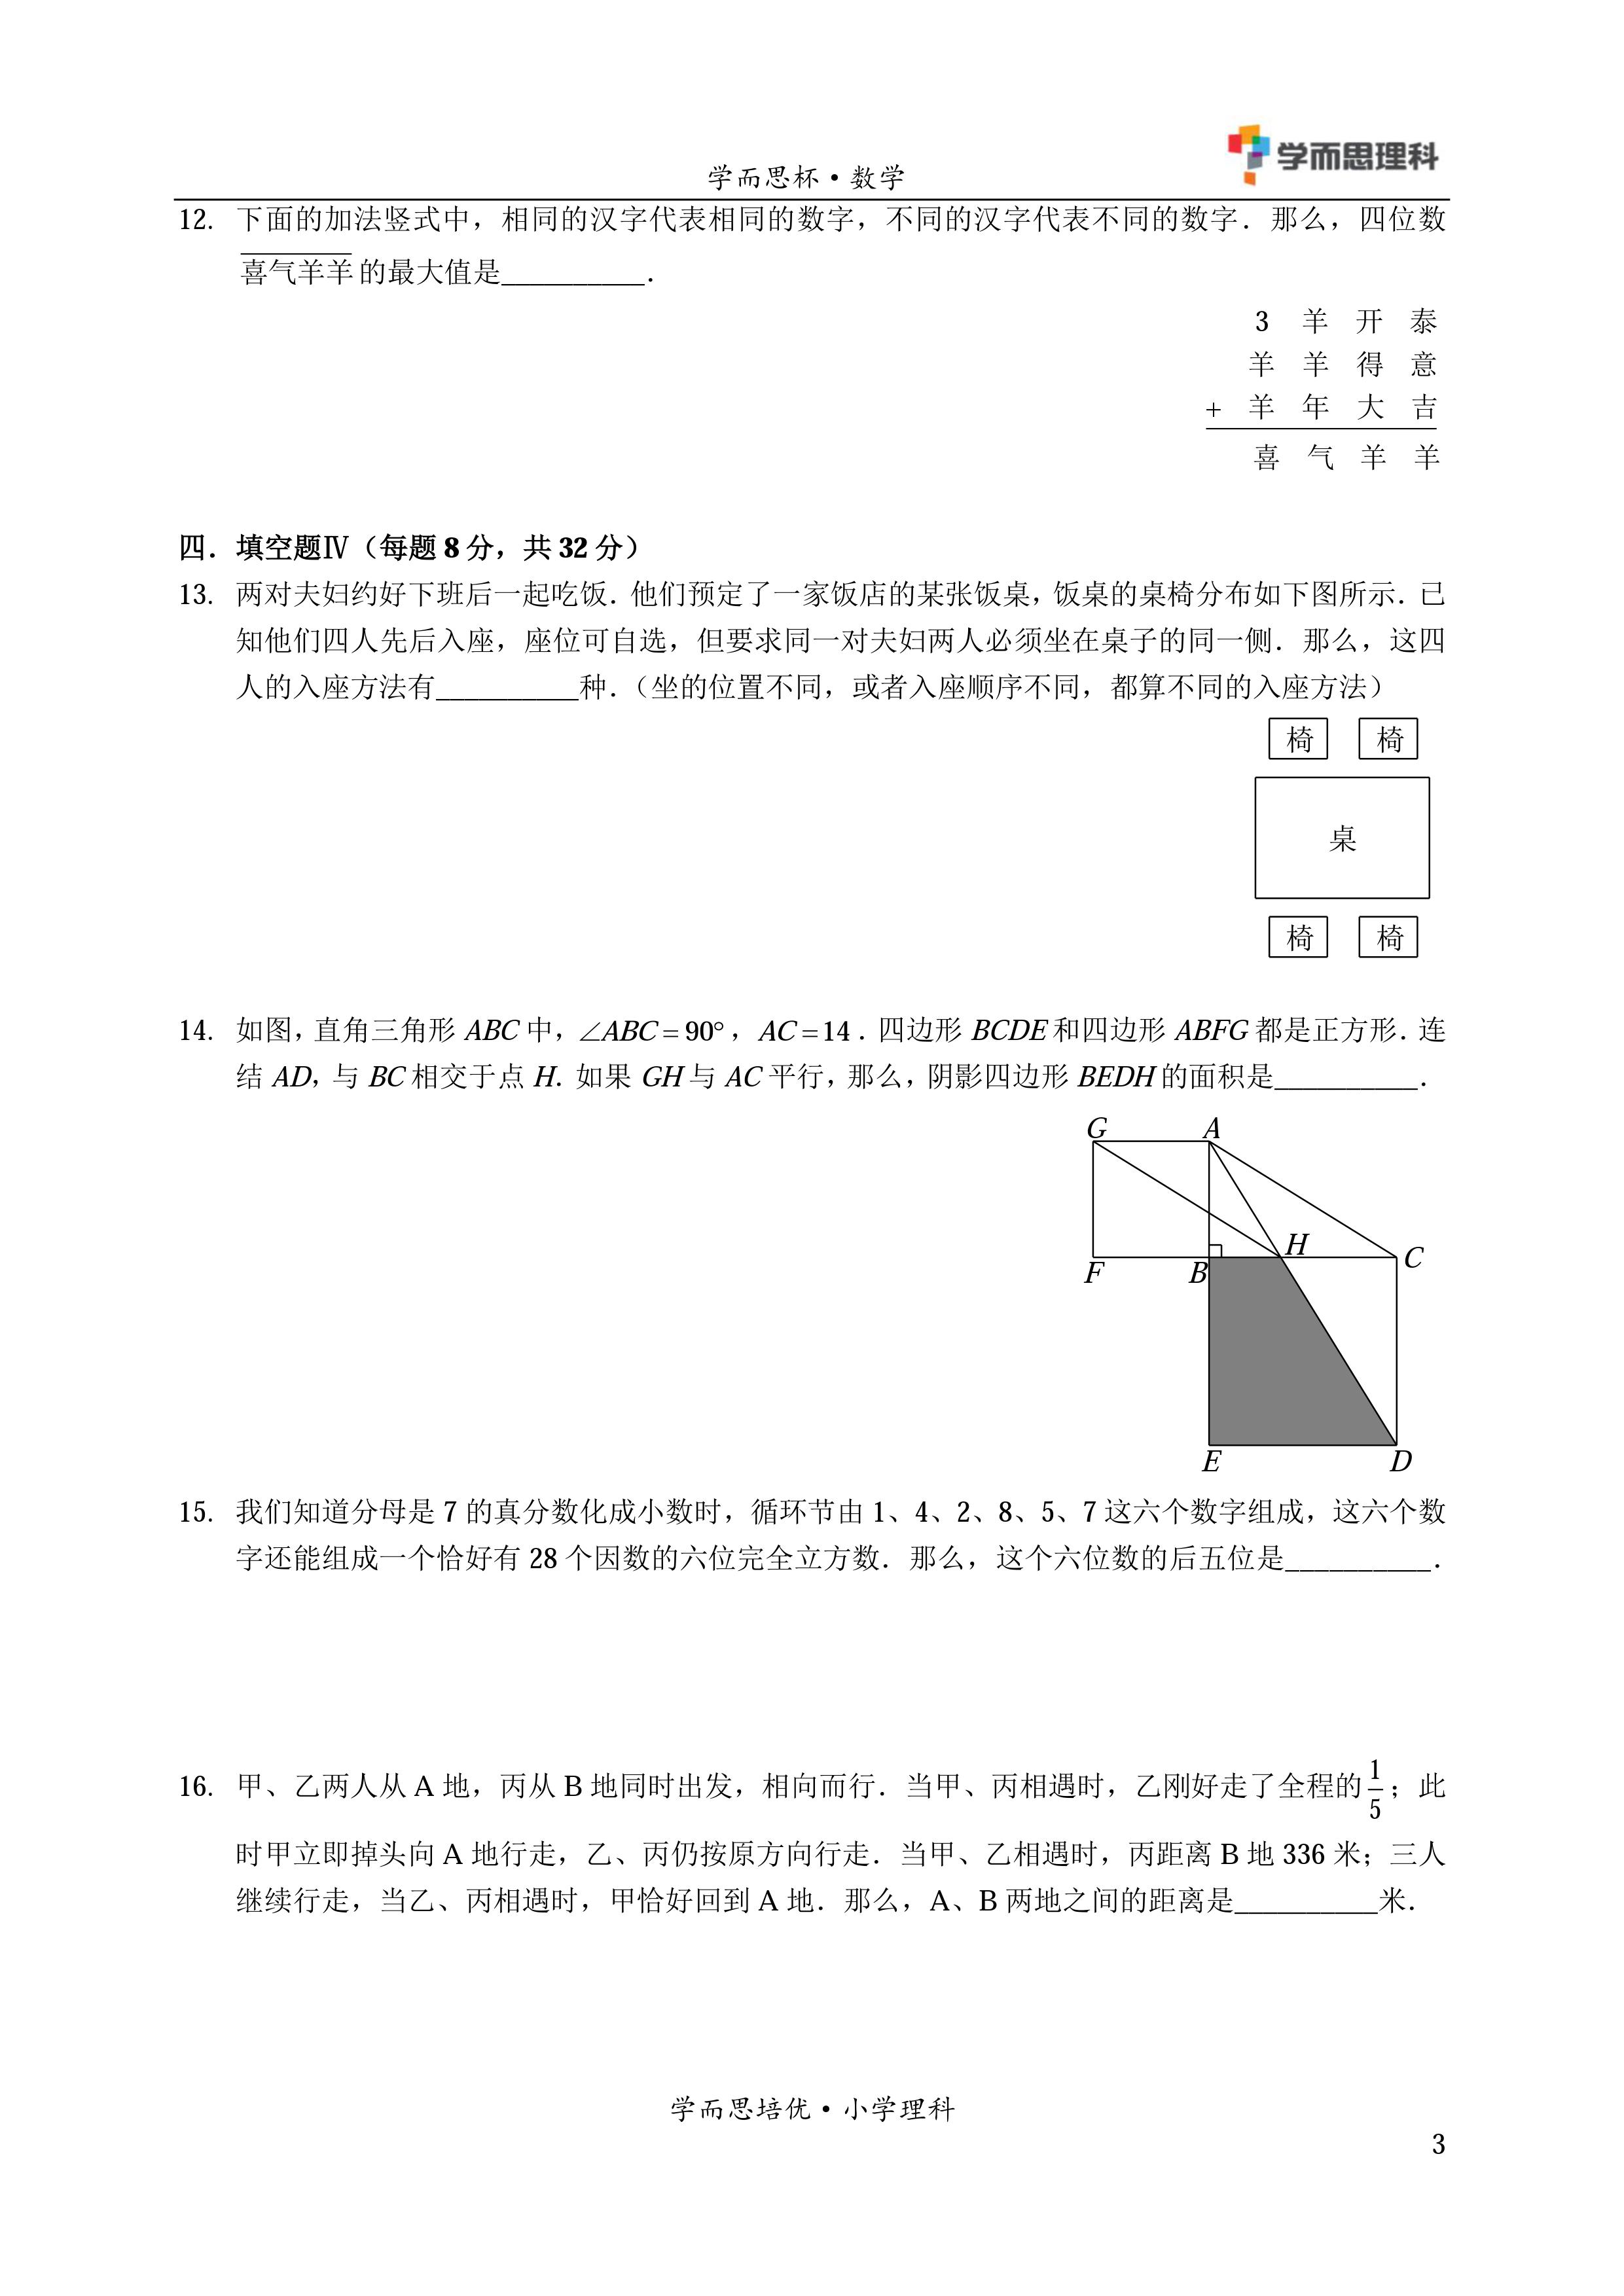 学而思杯·数学
学而思理科
12. 下面的加法竖式中，相同的汉字代表相同的数字，不同的汉字代表不同的数字．那么，四位数
喜气羊羊的最大值是__________．
3 羊 开 泰
羊 羊 得 意
+ 羊 年 大 吉
喜 气 羊 羊
四．填空题Ⅳ（每题 8 分，共 32 分）
13. 两对夫妇约好下班后一起吃饭．他们预定了一家饭店的某张饭桌，饭桌的桌椅分布如下图所示．已
知他们四人先后入座，座位可自选，但要求同一对夫妇两人必须坐在桌子的同一侧．那么，这四
人的入座方法有__________种．（坐的位置不同，或者入座顺序不同，都算不同的入座方法）
椅 椅
桌
椅 椅
14. 如图，直角三角形 ABC 中，∠ABC = 90°，AC = 14．四边形 BCDE 和四边形 ABFG 都是正方形．连
结 AD，与 BC 相交于点 H．如果 GH 与 AC 平行，那么，阴影四边形 BEDH 的面积是__________．
G A
H
F B C
E D
15. 我们知道分母是 7 的真分数化成小数时，循环节由 1、4、2、8、5、7 这六个数字组成，这六个数
字还能组成一个恰好有 28 个因数的六位完全立方数．那么，这个六位数的后五位是__________．
16. 甲、乙两人从 A 地，丙从 B 地同时出发，相向而行．当甲、丙相遇时，乙刚好走了全程的 1/5；此
时甲立即掉头向 A 地行走，乙、丙仍按原方向行走．当甲、乙相遇时，丙距离 B 地 336 米；三人
继续行走，当乙、丙相遇时，甲恰好回到 A 地．那么，A、B 两地之间的距离是__________米．
学而思培优·小学理科
3